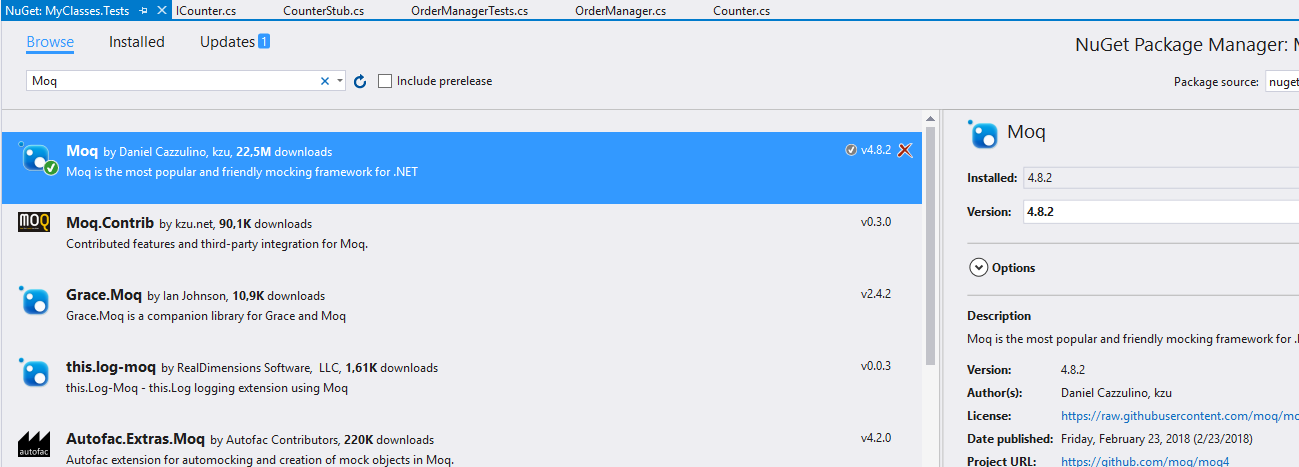 NuGet: MyClasses.Tests ICounter.cs CounterStub.cs OrderManagerTests.cs OrderManager.cs Counter.cs
Browse Installed Updates 1
NuGet Package Manager:
Moq
Include prerelease
Package source: nuget
Moq by Daniel Cazzulino, kzu, 22,5M downloads v4.8.2
Moq is the most popular and friendly mocking framework for .NET
MOQ
Moq.Contrib by kzu.net, 90,1K downloads v0.3.0
Contributed features and third-party integration for Moq.
Grace.Moq by Ian Johnson, 10,9K downloads v2.4.2
Grace.Moq is a companion library for Grace and Moq
this.log-moq by RealDimensions Software, LLC, 1,61K downloads v0.0.3
this.Log-Moq - this.Log logging extension using Moq
autofac
Autofac.Extras.Moq by Autofac Contributors, 220K downloads v4.2.0
Autofac extension for automocking and creation of mock objects in Moq.
Moq
Installed: 4.8.2
Version: 4.8.2
Options
Description
Moq is the most popular and friendly mocking framework for
Version: 4.8.2
Author(s): Daniel Cazzulino, kzu
License: https://raw.githubusercontent.com/moq/mo
Date published: Friday, February 23, 2018 (2/23/2018)
Project URL: https://github.com/moq/moq4